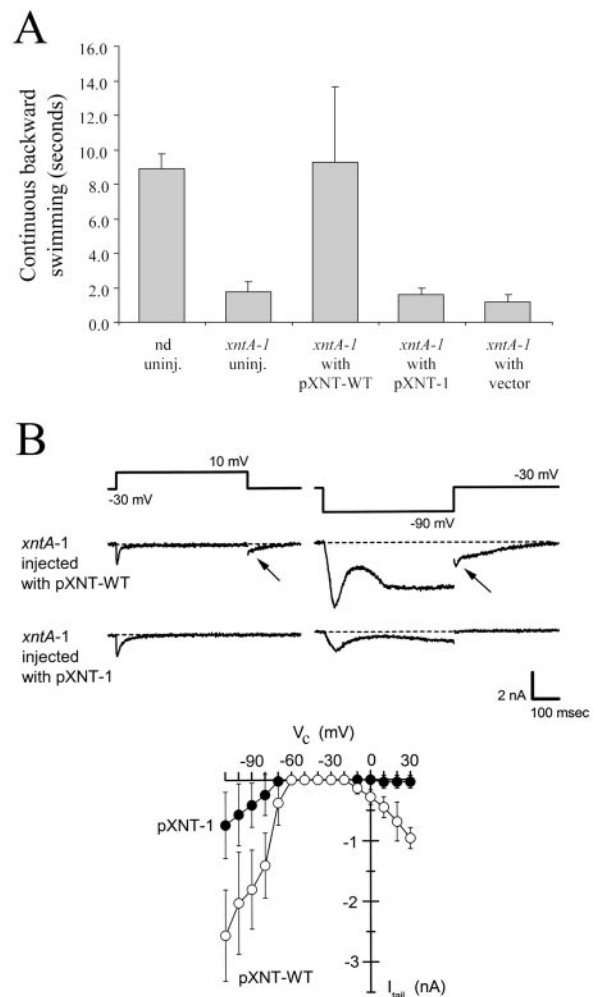 A
Continuous backward
swimming (seconds)
16.0
14.0
12.0
10.0
8.0
6.0
4.0
2.0
0.0
nd
uninj.
xntA-1
uninj.
xntA-1
with
pXNT-WT
xntA-1
with
pXNT-1
xntA-1
with
vector
B
10 mV
-30 mV
-30 mV
-90 mV
xntA-1
injected
with pXNT-WT
xntA-1
injected
with pXNT-1
2 nA
100 msec
Vc (mV)
-90 -60 -30 0 30
pXNT-1
-1
-2
pXNT-WT
-3
Itail (nA)